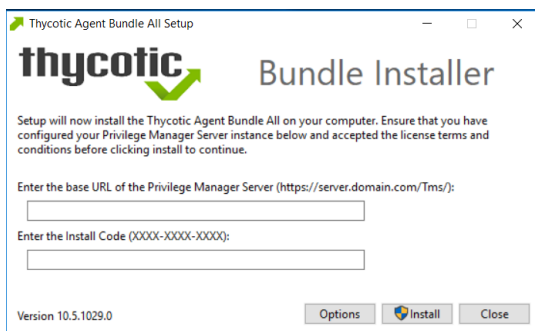 Thycotic Agent Bundle All Setup
thycotic
Bundle Installer
Setup will now install the Thycotic Agent Bundle All on your computer. Ensure that you have
configured your Privilege Manager Server instance below and accepted the license terms and
conditions before clicking install to continue.
Enter the base URL of the Privilege Manager Server (https://server.domain.com/Tms/):
Enter the Install Code (XXXX-XXXX-XXXX):
Version 10.5.1029.0
Options
Install
Close